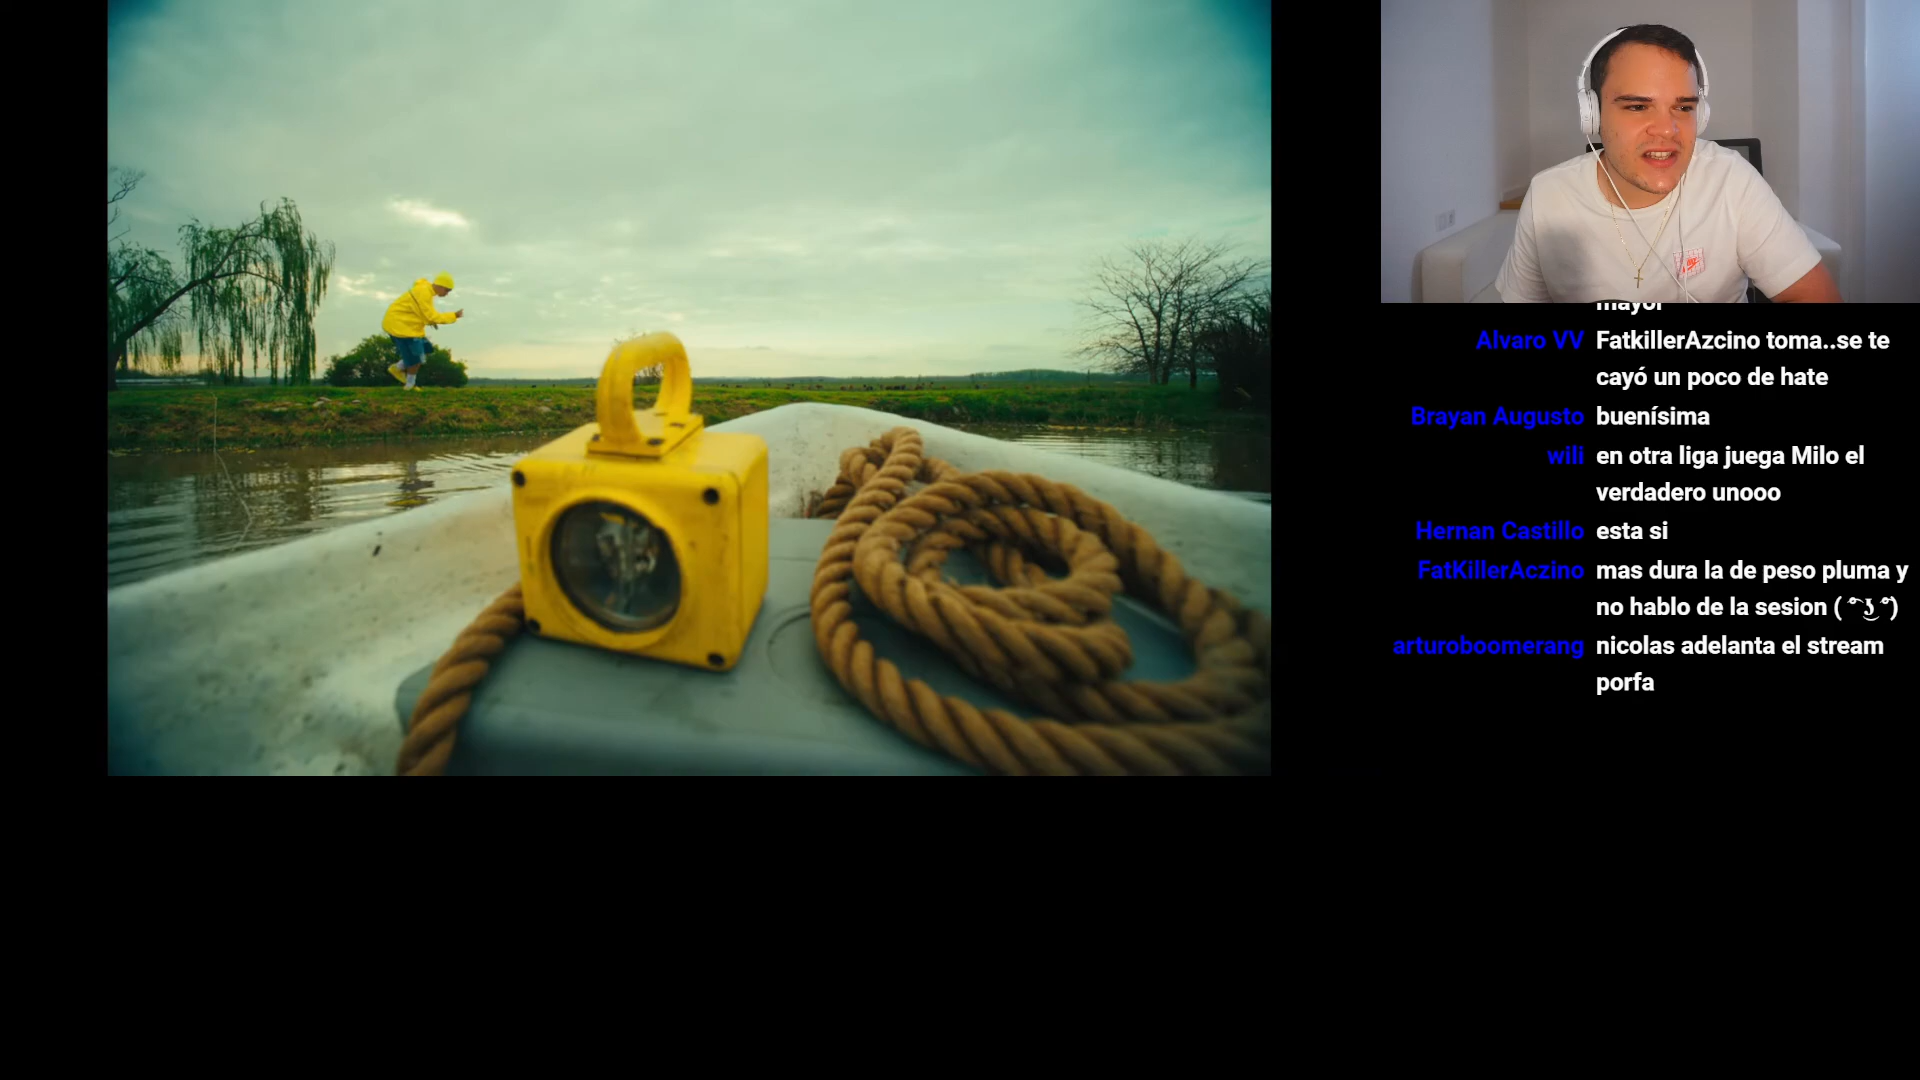 mayor
Alvaro VV FatkillerAzcino toma..se te
cayó un poco de hate
Brayan Augusto buenísima
wili en otra liga juega Milo el
verdadero unooo
Hernan Castillo esta si
FatKillerAczino mas dura la de peso pluma y
no hablo de la sesion ( ͡° ͜ʖ ͡°)
arturoboomerang nicolas adelanta el stream
porfa